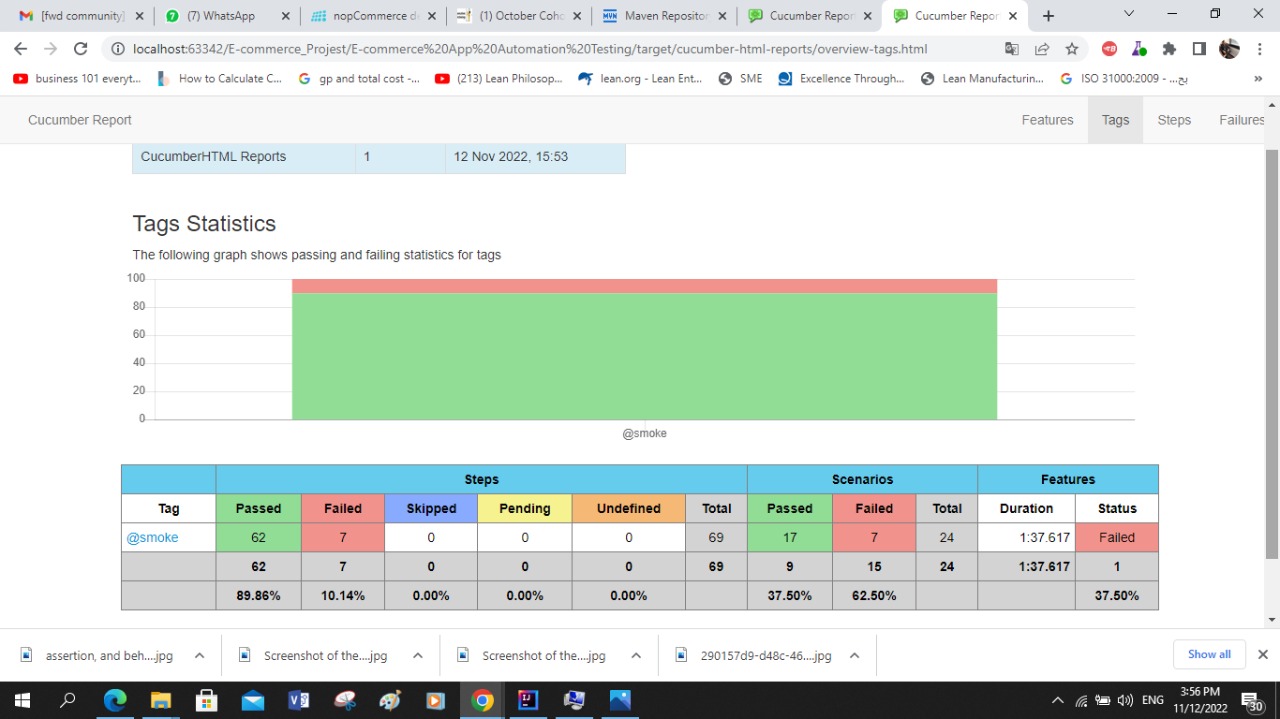 [fwd community]
(7) WhatsApp
nopCommerce de
(1) October Coho
MVN
Maven Repositor
Cucumber Repor
Cucumber Repor
localhost:63342/E-commerce_Projest/E-commerce%20App%20Automation%20Testing/target/cucumber-html-reports/overview-tags.html
business 101 everyt...
How to Calculate C...
gp and total cost -...
(213) Lean Philosop...
lean.org - Lean Ent...
SME
Excellence Through...
Lean Manufacturin...
ISO 31000:2009 - ...بح
»
Cucumber Report
Features
Tags
Steps
Failures
CucumberHTML Reports 1 12 Nov 2022, 15:53
Tags Statistics
The following graph shows passing and failing statistics for tags
100
80
60
40
20
0
@smoke
Steps Scenarios Features
Tag Passed Failed Skipped Pending Undefined Total Passed Failed Total Duration Status
@smoke 62 7 0 0 0 69 17 7 24 1:37.617 Failed
62 7 0 0 0 69 9 15 24 1:37.617 1
89.86% 10.14% 0.00% 0.00% 0.00% 37.50% 62.50% 37.50%
assertion, and beh....jpg
Screenshot of the....jpg
Screenshot of the....jpg
290157d9-d48c-46....jpg
Show all
ENG
3:56 PM
11/12/2022
30